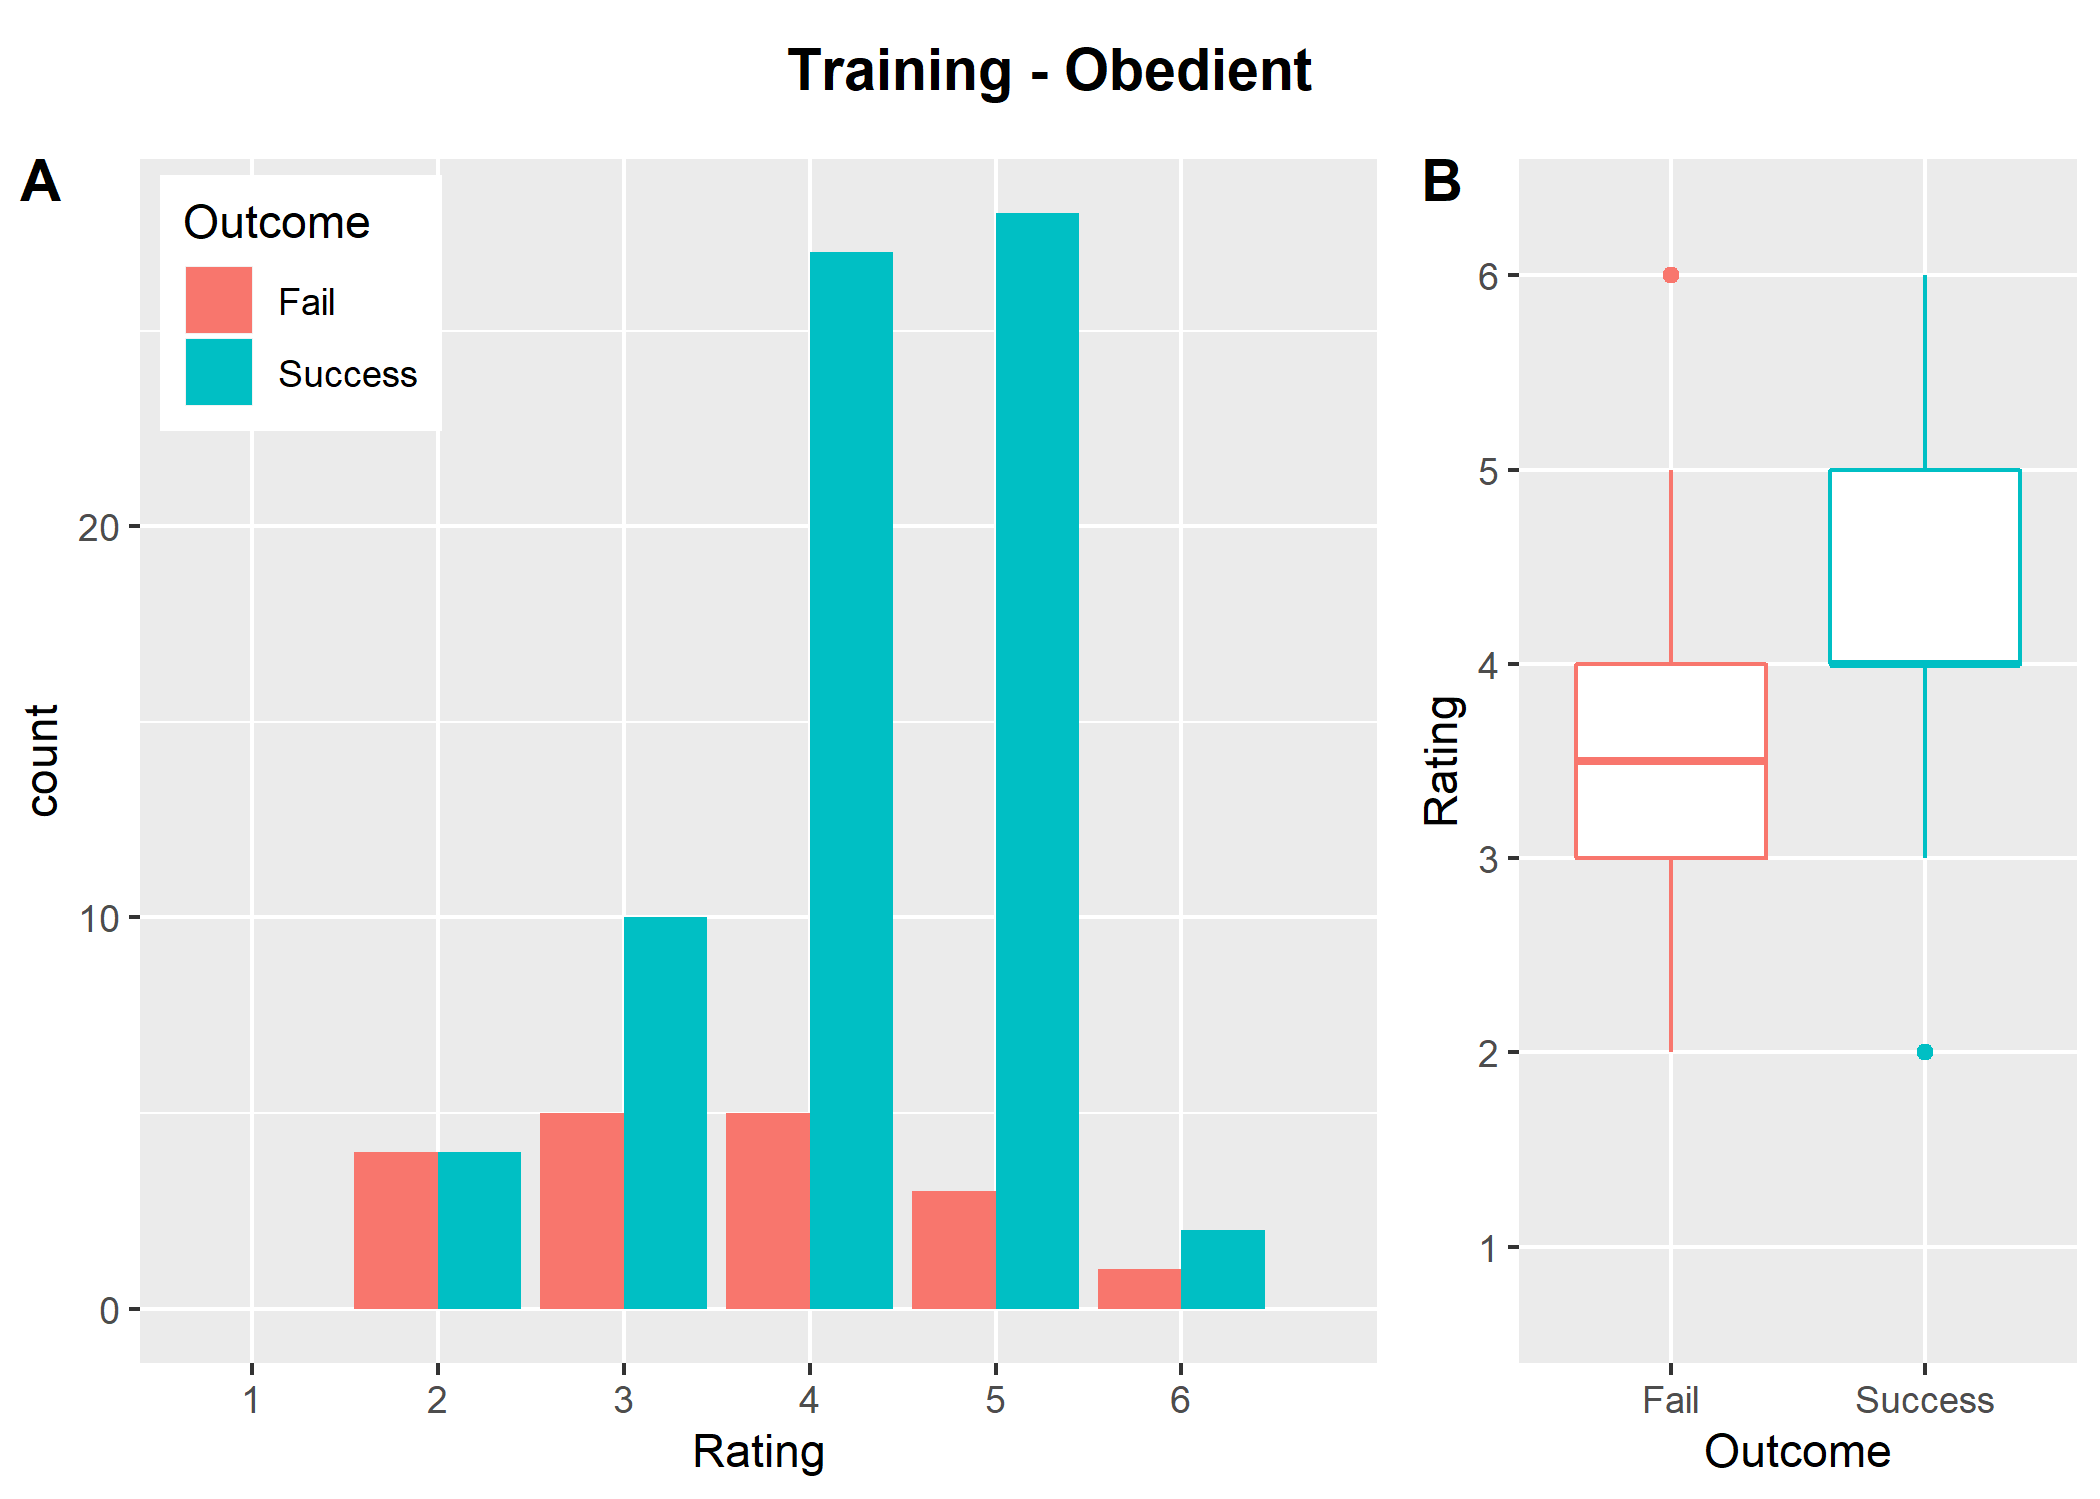 Training - Obedient
A
Outcome
Fail
Success
20
10
0
count
1 2 3 4 5 6
Rating
B
6
5
4
3
2
1
Rating
Fail Success
Outcome